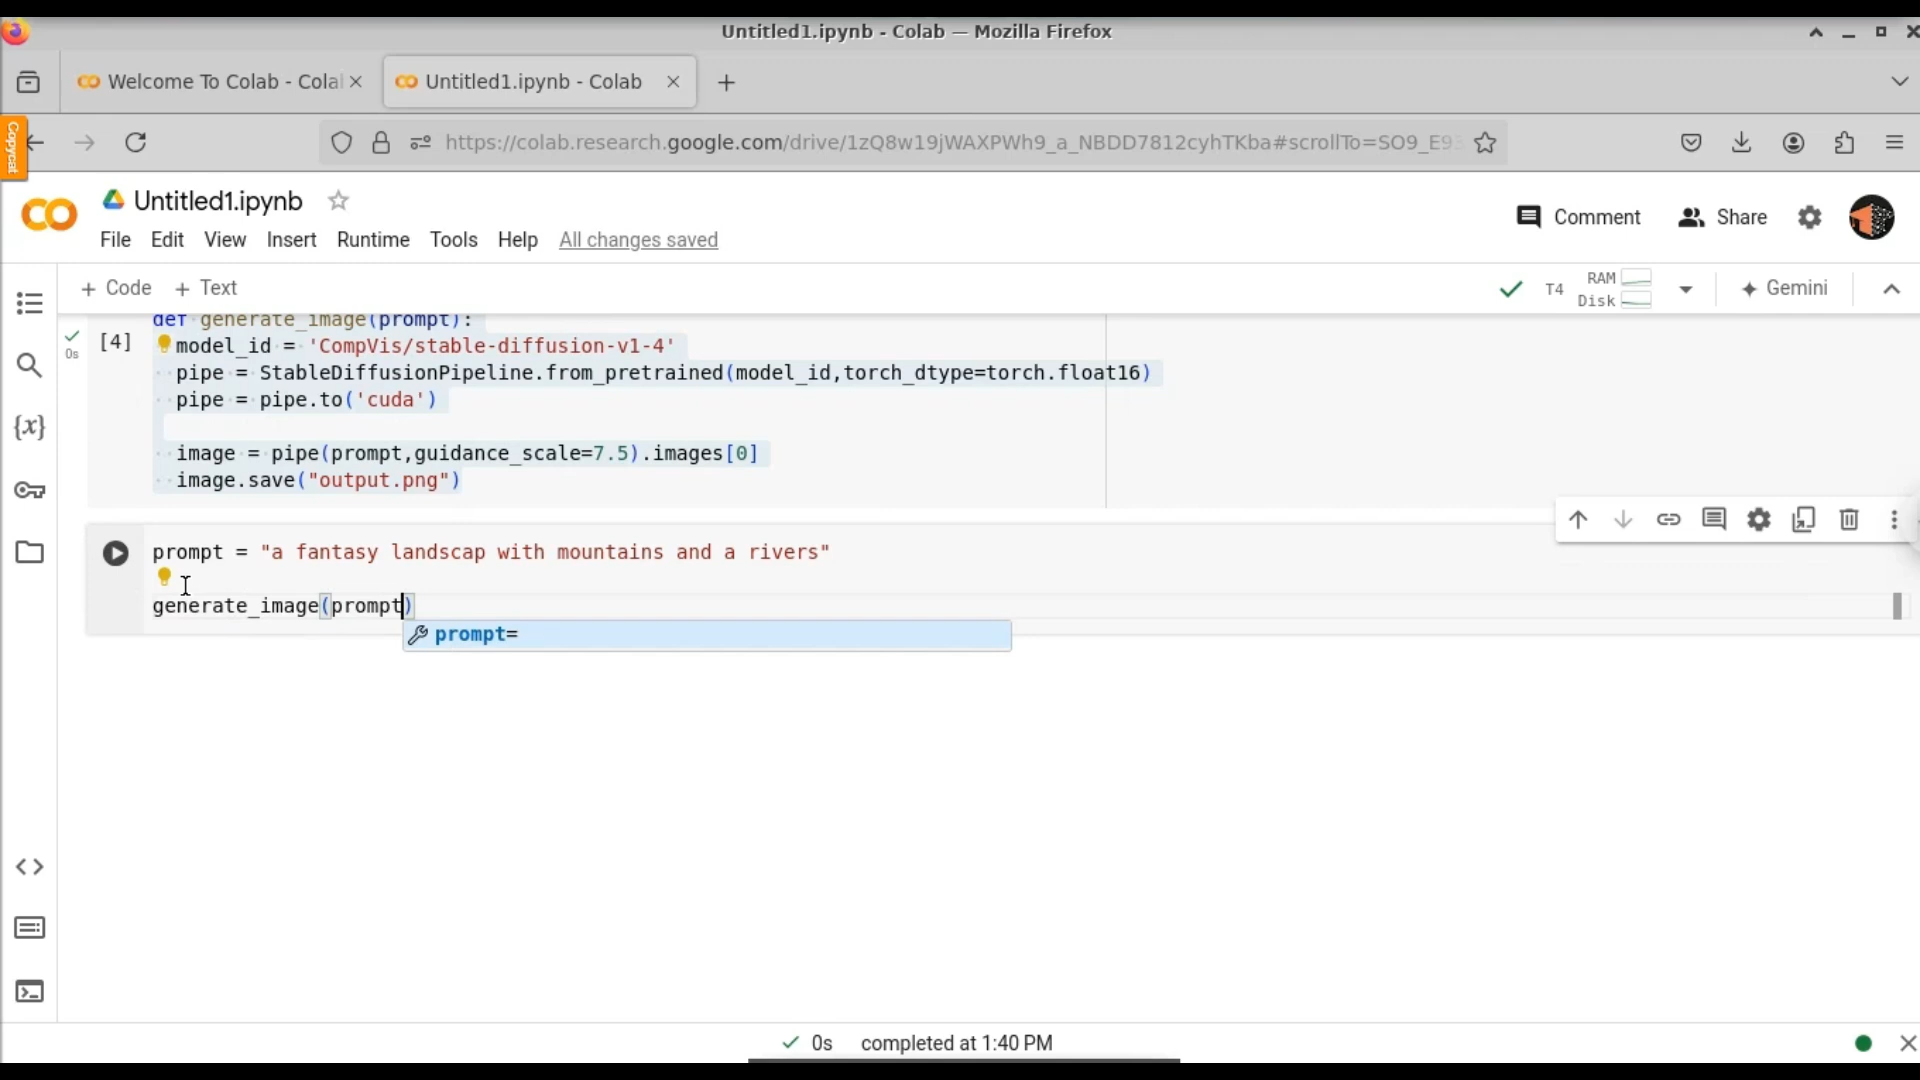 Untitled1.ipynb - Colab — Mozilla Firefox
Welcome To Colab - Colal
Untitled1.ipynb - Colab
https://colab.research.google.com/drive/1zQ8w19jWAXPWh9_a_NBDD7812cyhTKba#scrollTo=SO9_E93
Copycat
Untitled1.ipynb
Comment
Share
File Edit View Insert Runtime Tools Help All changes saved
+ Code + Text
T4
RAM
Disk
Gemini
def generate_image(prompt):
[4]
0s
model_id = 'CompVis/stable-diffusion-v1-4'
pipe = StableDiffusionPipeline.from_pretrained(model_id,torch_dtype=torch.float16)
pipe = pipe.to('cuda')
image = pipe(prompt,guidance_scale=7.5).images[0]
image.save("output.png")
prompt = "a fantasy landscap with mountains and a rivers"
generate_image(prompt)
prompt=
{x}
0s completed at 1:40 PM